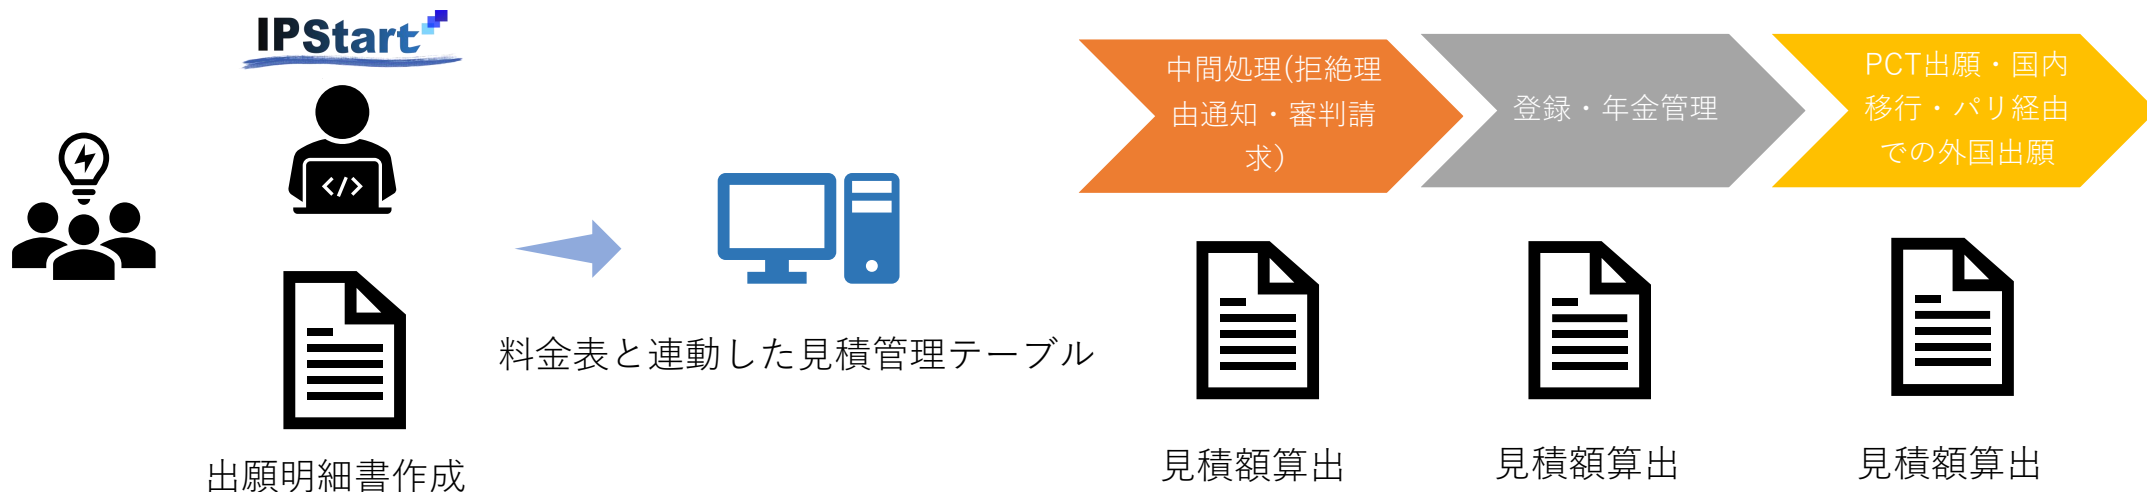 IPStart
出願明細書作成
料金表と連動した見積管理テーブル
中間処理(拒絶理
由通知・審判請
求)
見積額算出
登録・年金管理
見積額算出
PCT出願・国内
移行・パリ経由
での外国出願
見積額算出